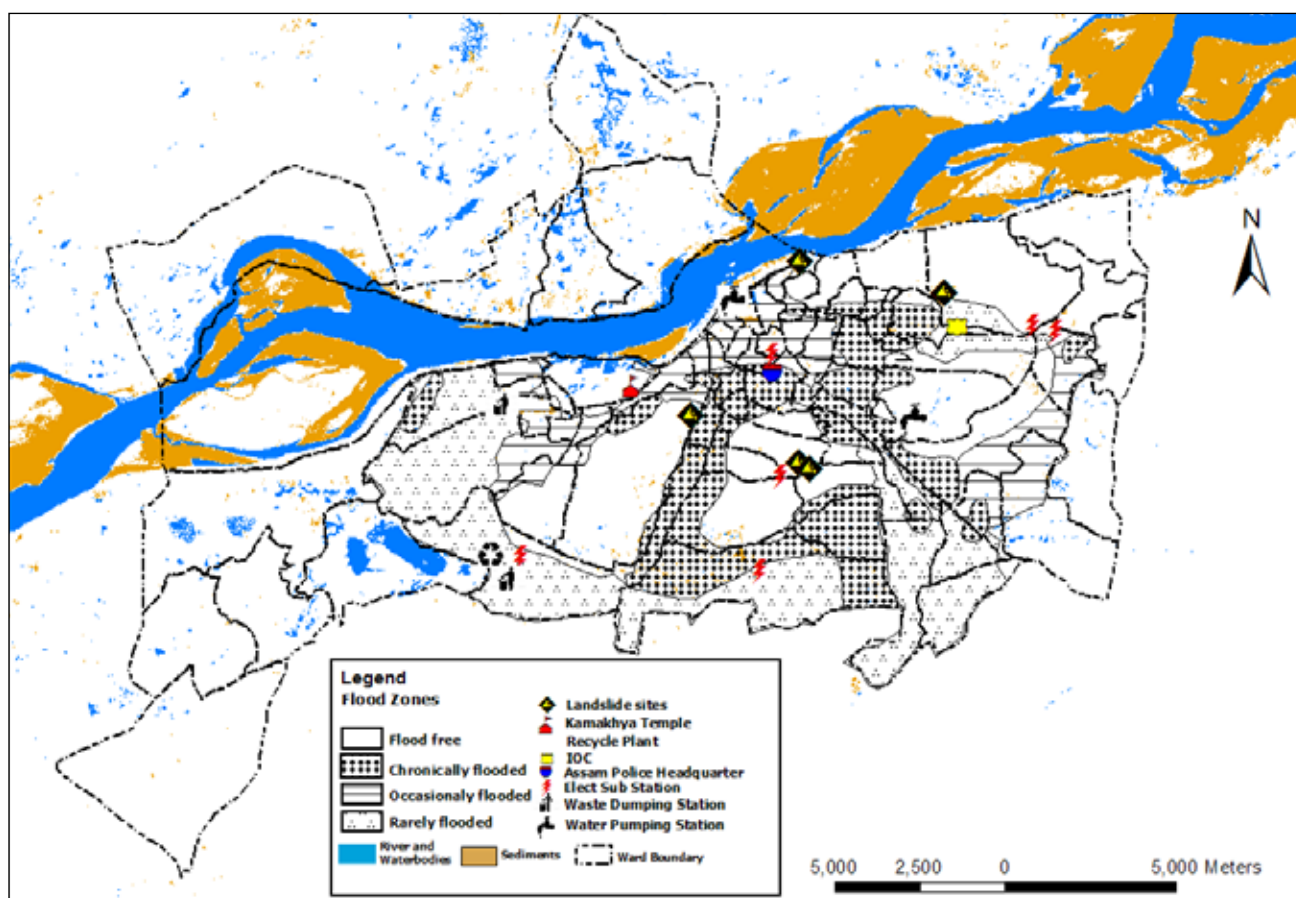 N
Legend
Flood Zones
Flood free
Chronically flooded
Occasionaly flooded
Rarely flooded
River and
Waterbodies
Sediments
Ward Boundary
Landslide sites
Kamakhya Temple
Recycle Plant
IOC
Assam Police Headquarter
Elect Sub Station
Waste Dumping Station
Water Pumping Station
5,000 2,500 0 5,000 Meters